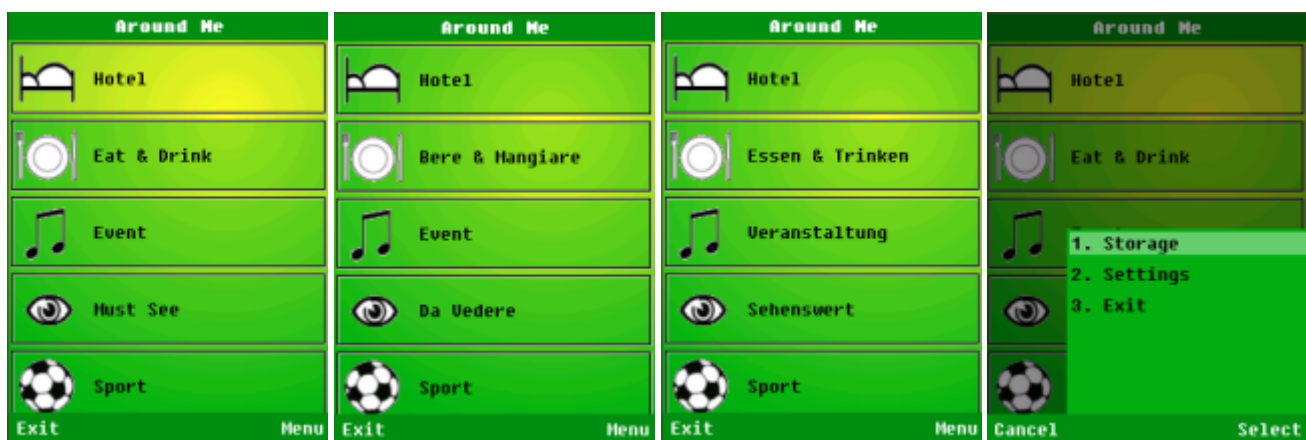 Around Me
Hotel
Eat & Drink
Event
Must See
Sport
Exit Menu
Around Me
Hotel
Bere & Mangiare
Event
Da Vedere
Sport
Exit Menu
Around Me
Hotel
Essen & Trinken
Veranstaltung
Sehenswert
Sport
Exit Menu
Around Me
Hotel
Eat & Drink
1. Storage
2. Settings
3. Exit
Cancel Select